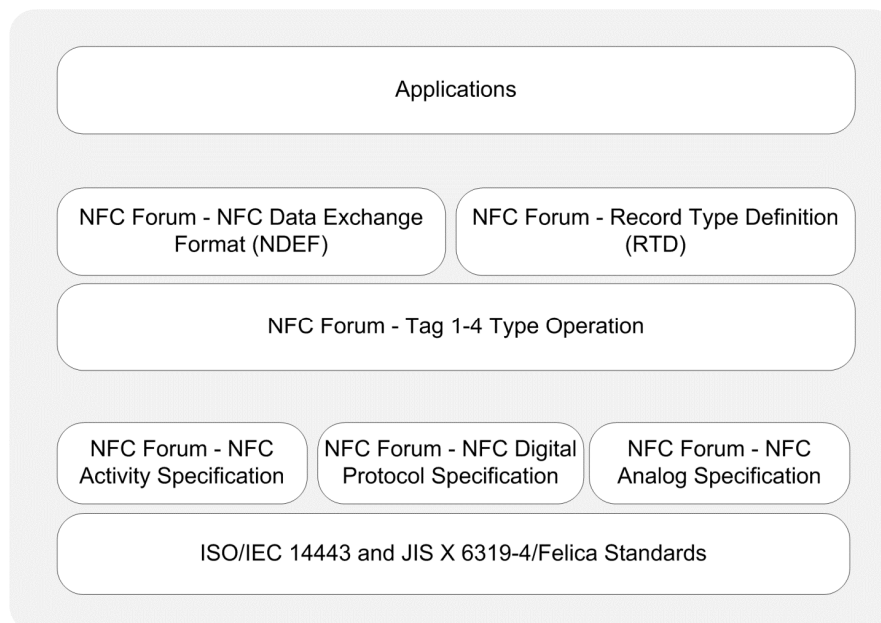 Applications
NFC Forum - NFC Data Exchange
Format (NDEF)
NFC Forum - Record Type Definition
(RTD)
NFC Forum - Tag 1-4 Type Operation
NFC Forum - NFC
Activity Specification
NFC Forum - NFC Digital
Protocol Specification
NFC Forum - NFC
Analog Specification
ISO/IEC 14443 and JIS X 6319-4/Felica Standards